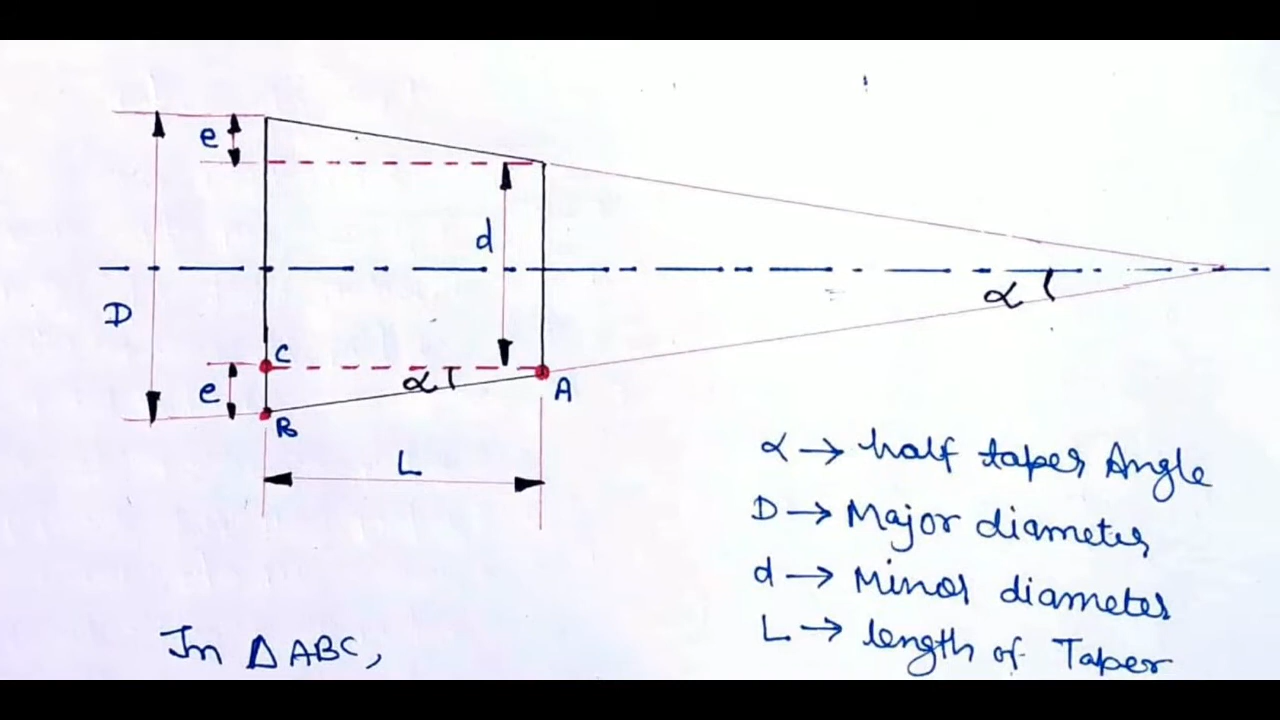 e
d
D
C
α
e
A
B
L
α
α → half taper Angle
D → Major diameter
d → Minor diameter
L → length of Taper
In △ABC,